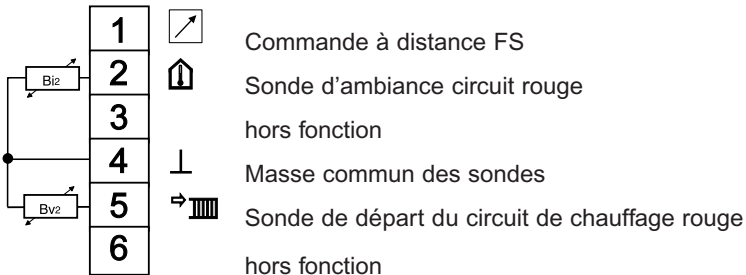 1 Commande à distance FS
Bi2 2 Sonde d'ambiance circuit rouge
3 hors fonction
4 Masse commun des sondes
Bv2 5 Sonde de départ du circuit de chauffage rouge
6 hors fonction